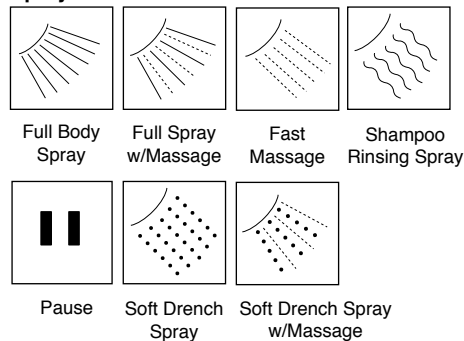 Full Body
Spray
Full Spray
w/Massage
Fast
Massage
Shampoo
Rinsing Spray
Pause
Soft Drench
Spray
Soft Drench Spray
w/Massage